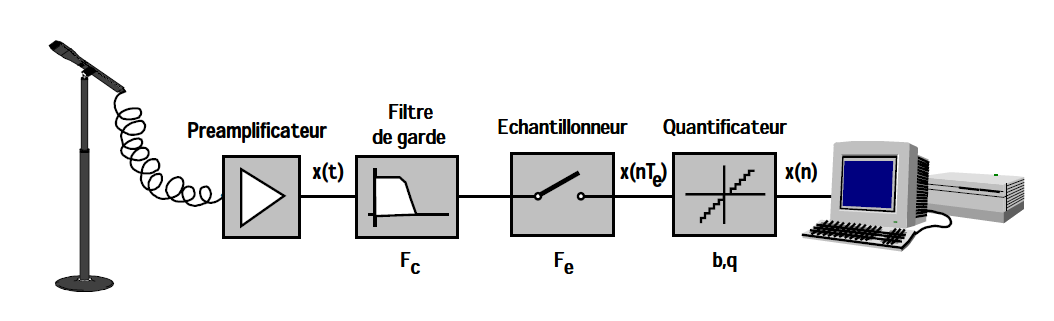 Filtre
de garde
Preamplificateur
Echantillonneur
Quantificateur
x(t)
x(nTe)
x(n)
Fc
Fe
b,q